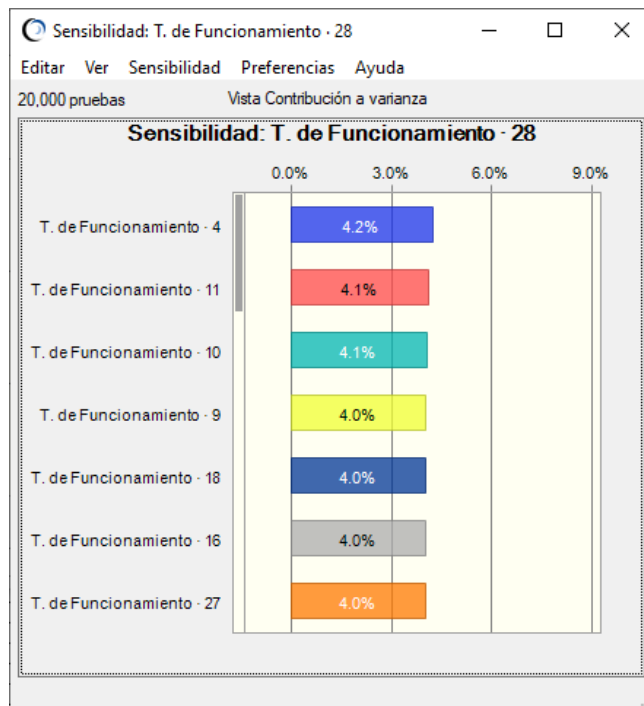 Sensibilidad: T. de Funcionamiento · 28
Editar Ver Sensibilidad Preferencias Ayuda
20,000 pruebas Vista Contribución a varianza
Sensibilidad: T. de Funcionamiento · 28
0.0% 3.0% 6.0% 9.0%
T. de Funcionamiento · 4 4.2%
T. de Funcionamiento · 11 4.1%
T. de Funcionamiento · 10 4.1%
T. de Funcionamiento · 9 4.0%
T. de Funcionamiento · 18 4.0%
T. de Funcionamiento · 16 4.0%
T. de Funcionamiento · 27 4.0%